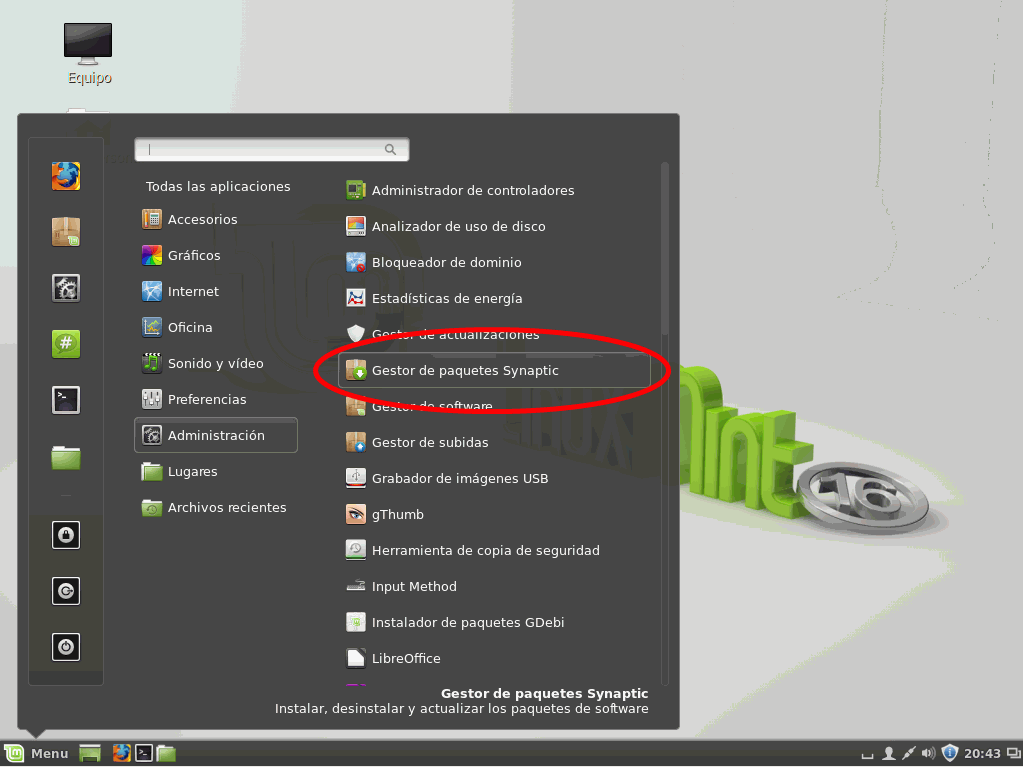 Equipo
Todas las aplicaciones
Accesorios
Gráficos
Internet
Oficina
Sonido y vídeo
Preferencias
Administración
Lugares
Archivos recientes
Administrador de controladores
Analizador de uso de disco
Bloqueador de dominio
Estadísticas de energía
Gestor de actualizaciones
Gestor de paquetes Synaptic
Gestor de software
Gestor de subidas
Grabador de imágenes USB
gThumb
Herramienta de copia de seguridad
Input Method
Instalador de paquetes GDebi
LibreOffice
Gestor de paquetes Synaptic
Instalar, desinstalar y actualizar los paquetes de software
16
Menu
20:43